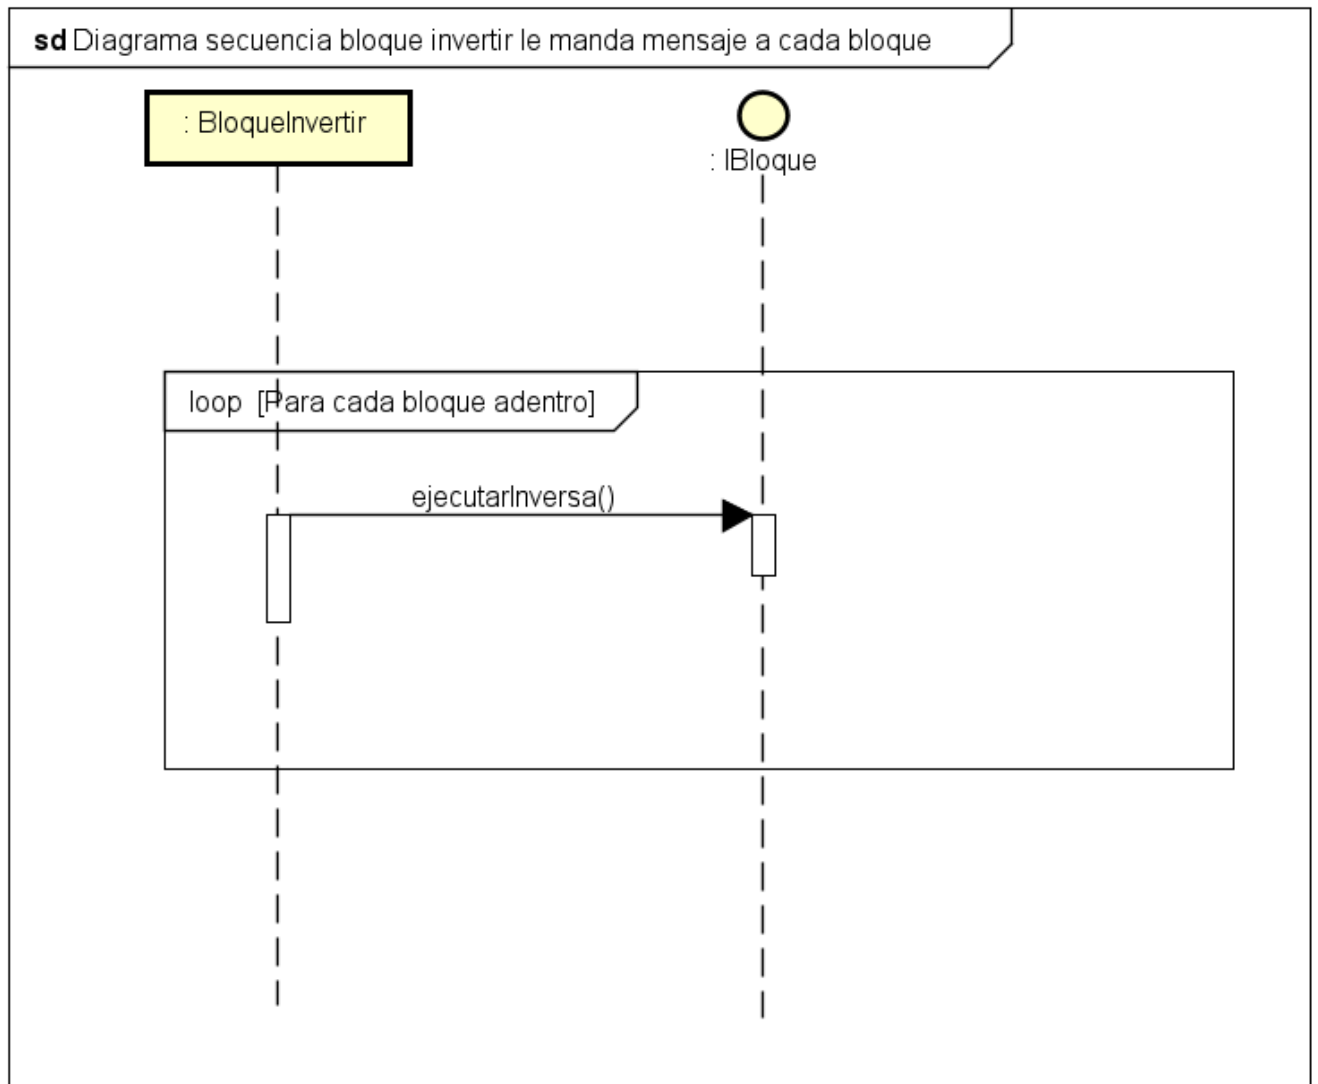 sd Diagrama secuencia bloque invertir le manda mensaje a cada bloque
: BloqueInvertir
: IBloque
loop [Para cada bloque adentro]
ejecutarInversa()